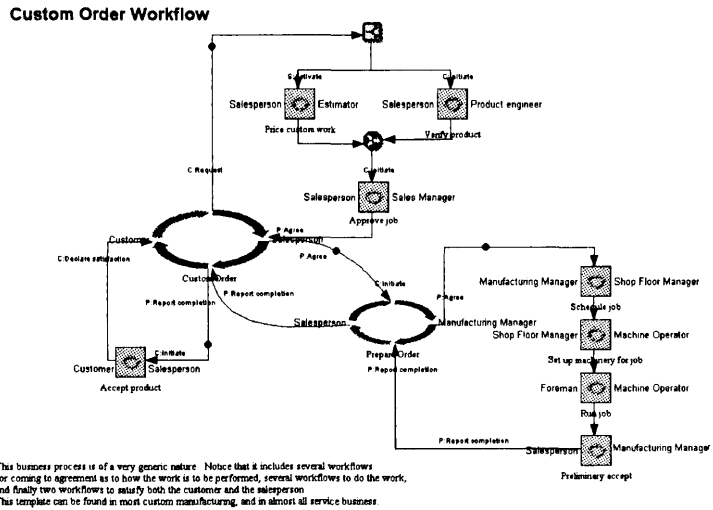 Custom Order Workflow
C:Initiate
Salesperson Estimator Salesperson Product engineer
Price custom work Verify product
C:Request
C:Initiate
Salesperson Sales Manager
Approve job
P:Agree
Customer Salesperson
P:Agree
C:Declare satisfaction
Custom Order
P:Report completion P:Report completion
C:Initiate
P:Agree
Manufacturing Manager Shop Floor Manager
Schedule job
Salesperson Manufacturing Manager
Shop Floor Manager Machine Operator
Set up machinery for job
Prepare Order
P:Report completion
C:Initiate
Customer Salesperson
Accept product
Foreman Machine Operator
Run job
P:Report completion
Salesperson Manufacturing Manager
Preliminary accept
This business process is of a very generic nature Notice that it includes several workflows
for coming to agreement as to how the work is to be performed, several workflows to do the work,
and finally two workflows to satisfy both the customer and the salesperson
This template can be found in most custom manufacturing, and in almost all service business.